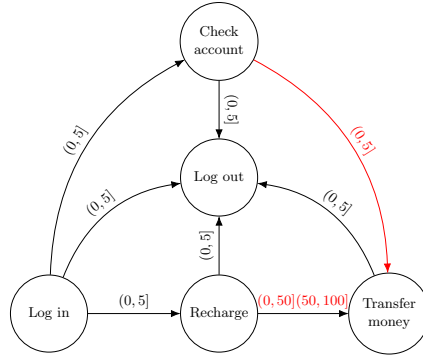 Check
account
(0, 5]
(0, 5]
(0, 5]
(0, 5]
Log out
(0, 5]
(0, 5]
Log in
(0, 5]
Recharge
(0, 50](50, 100]
Transfer
money